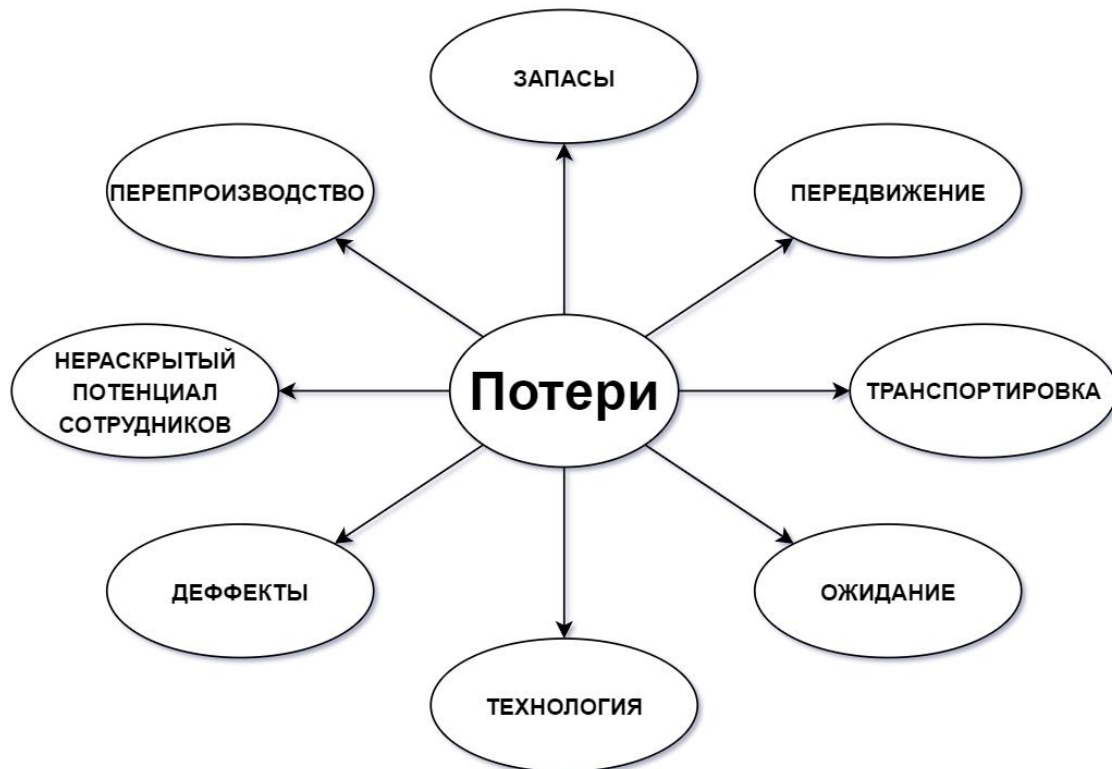 ЗАПАСЫ
ПЕРЕПРОИЗВОДСТВО
ПЕРЕДВИЖЕНИЕ
НЕРАСКРЫТЫЙ
ПОТЕНЦИАЛ
СОТРУДНИКОВ
Потери
ТРАНСПОРТИРОВКА
ДЕФФЕКТЫ
ОЖИДАНИЕ
ТЕХНОЛОГИЯ